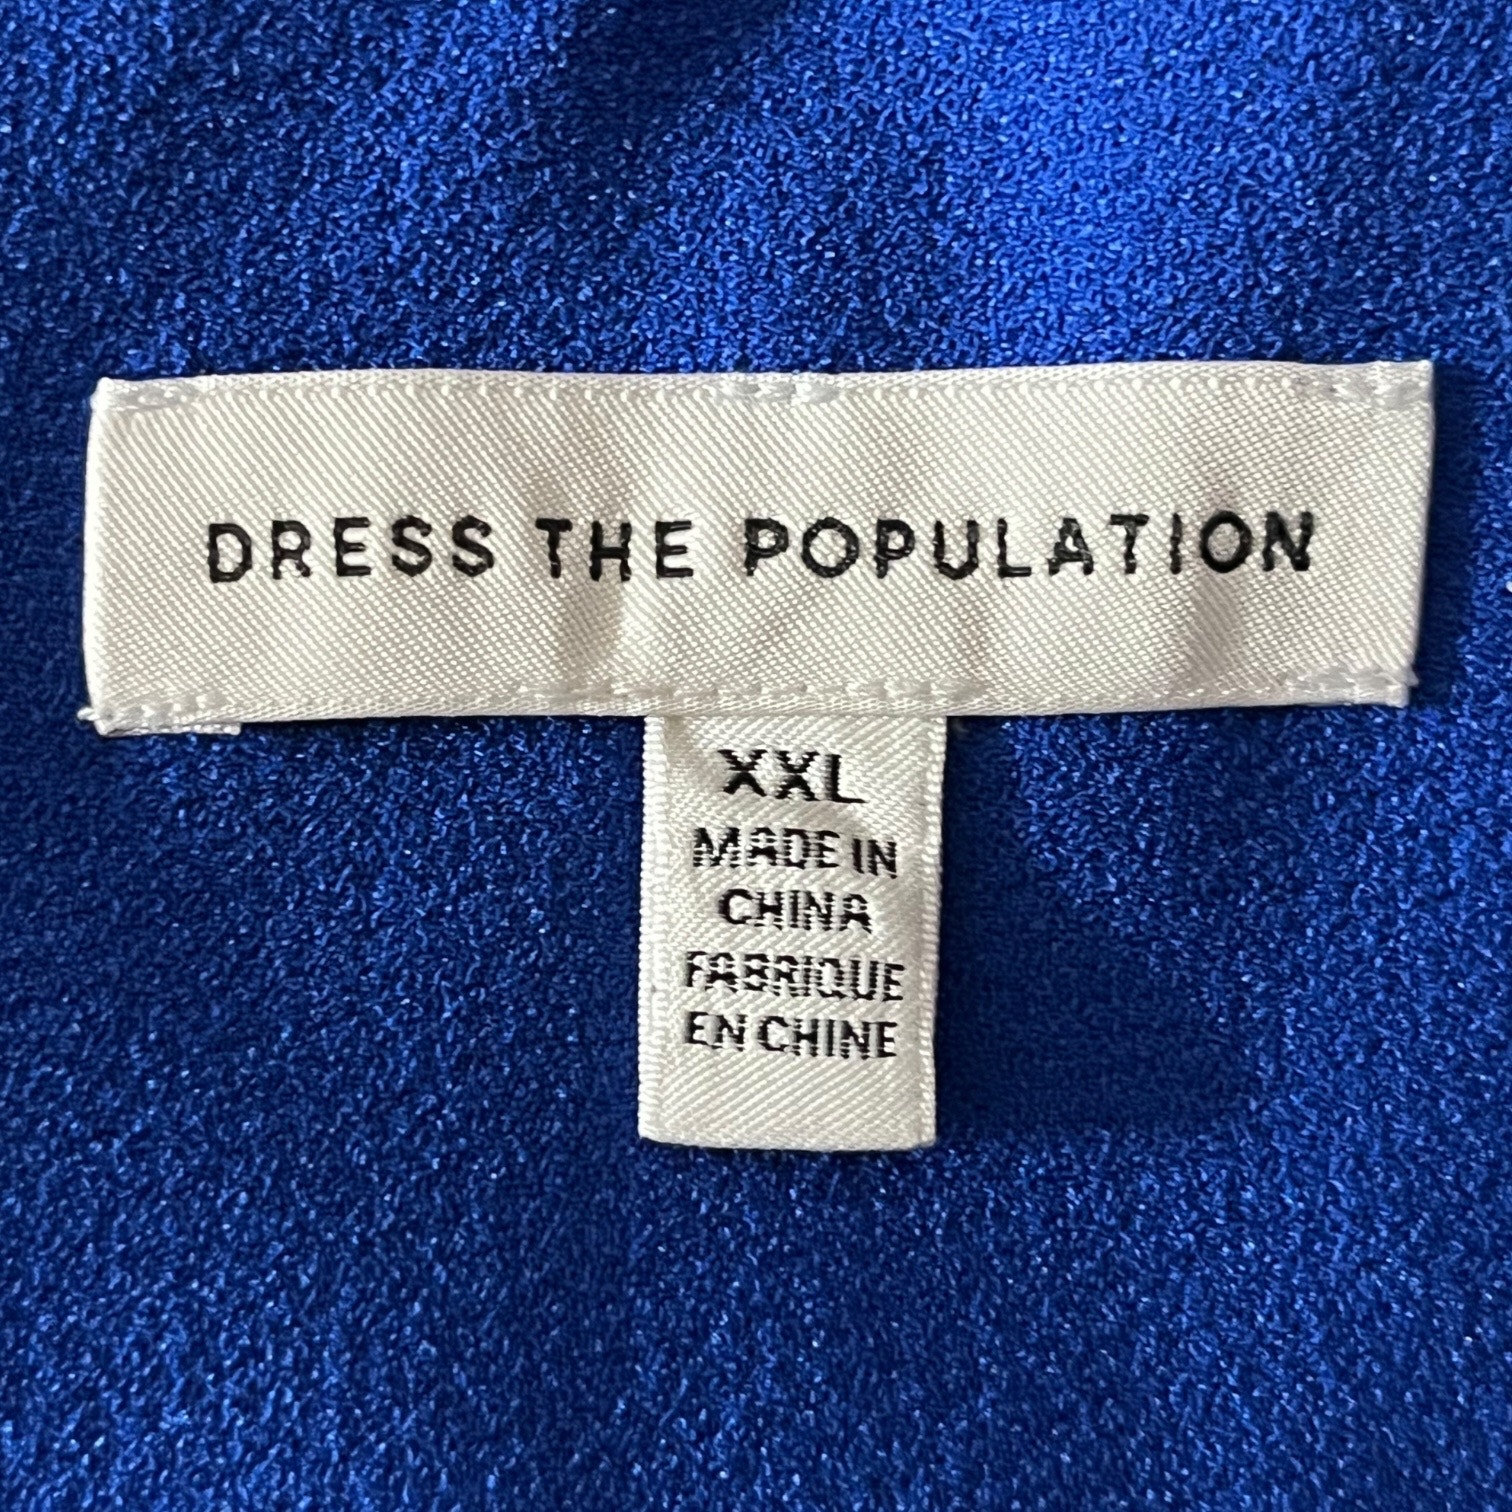 DRESS THE POPULATION
XXL
MADE IN
CHINA
FABRIQUE
EN CHINE